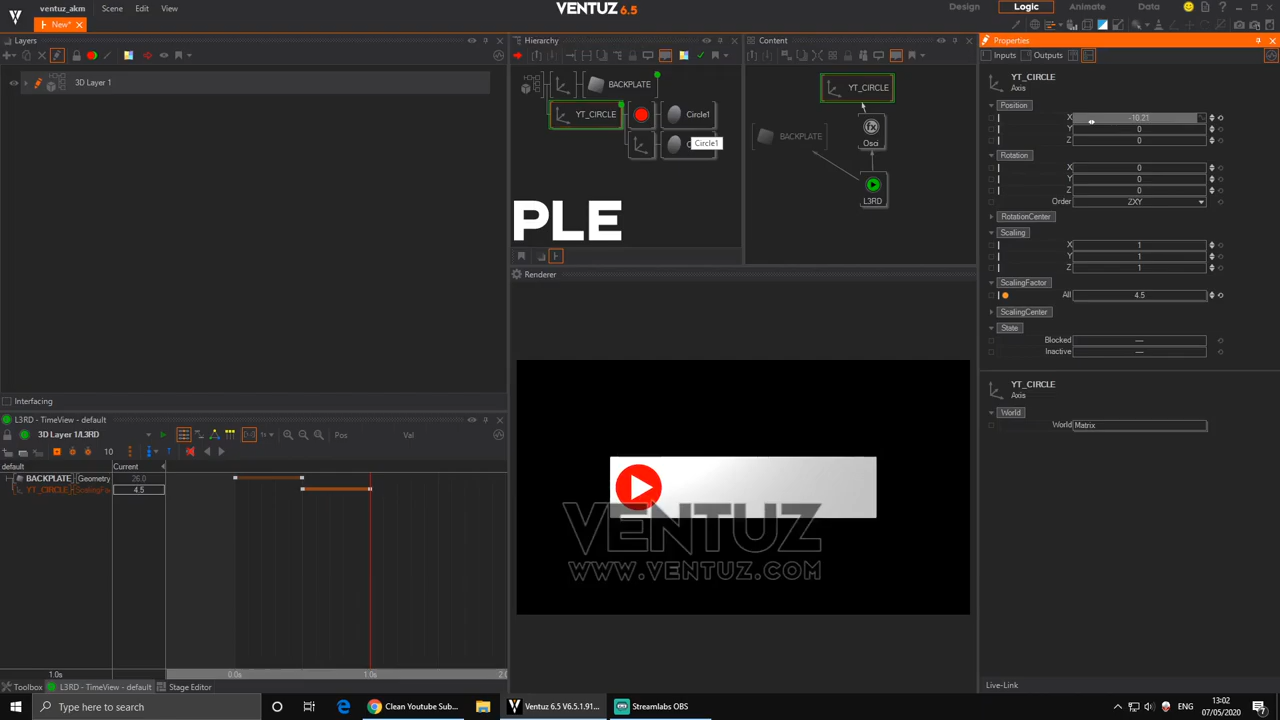 ventuz_akm
Scene
Edit
View
VENTUZ 6.5
Design
Logic
Animate
Data
New*
Layers
3D Layer 1
Interfacing
Hierarchy
BACKPLATE
YT_CIRCLE
Circle1
Circle1
PLE
Content
YT_CIRCLE
BACKPLATE
Osci
L3RD
Renderer
VENTUZ
WWW.VENTUZ.COM
Properties
Inputs
Outputs
YT_CIRCLE
Axis
Position
X -10.21
Y 0
Z 0
Rotation
X 0
Y 0
Z 0
Order ZXY
RotationCenter
Scaling
X 1
Y 1
Z 1
ScalingFactor
All 4.5
ScalingCenter
State
Blocked —
Inactive —
YT_CIRCLE
Axis
World
World Matrix
Live-Link
L3RD - TimeView - default
3D Layer 1/L3RD
Pos
Val
10
default
Current
BACKPLATE Geometry 26.0
YT_CIRCLE ScalingFa 4.5
1.0s
0.0s
1.0s
2.0
Toolbox
L3RD - TimeView - default
Stage Editor
Type here to search
Clean Youtube Sub...
Ventuz 6.5 V6.5.1.91...
Streamlabs OBS
ENG
13:02
07/05/2020
7